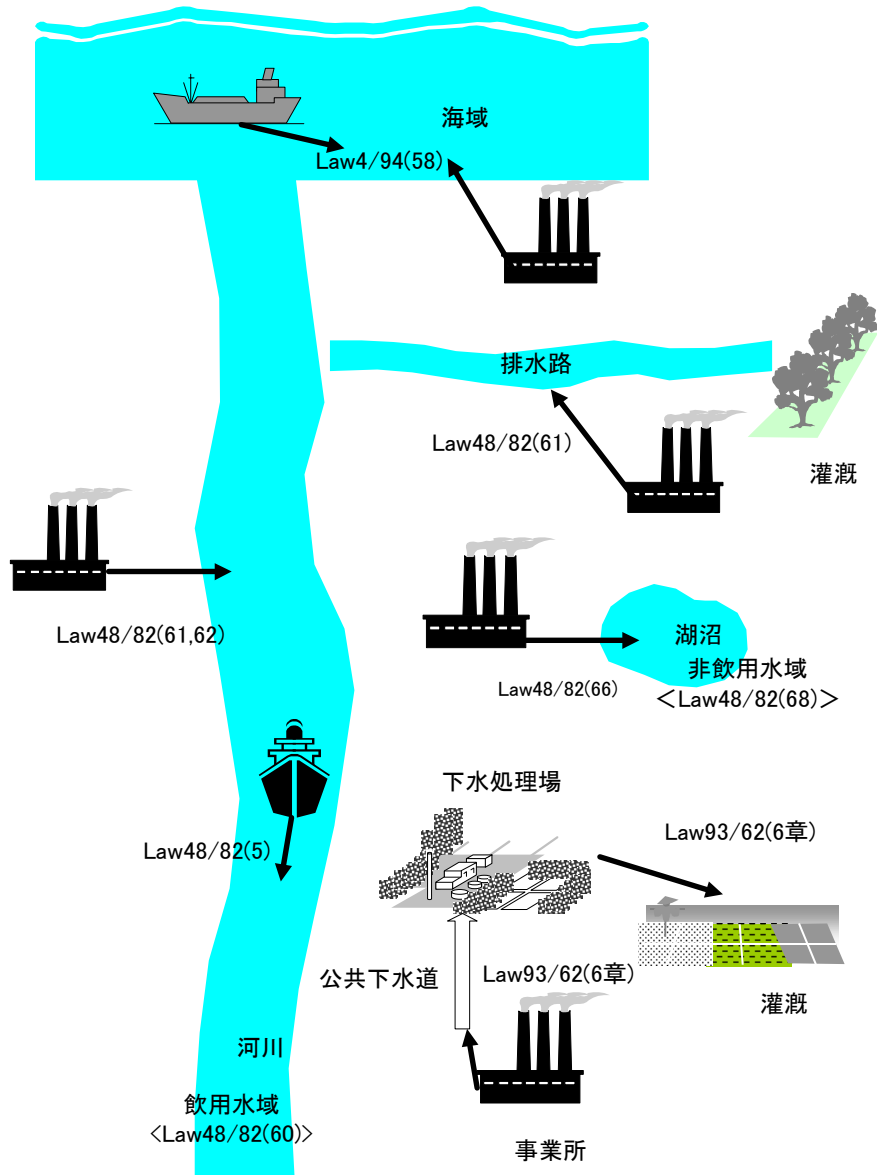 海域
Law4/94(58)
排水路
Law48/82(61)
灌漑
Law48/82(61,62)
湖沼
非飲用水域
<Law48/82(68)>
Law48/82(66)
下水処理場
Law93/62(6章)
Law48/82(5)
公共下水道
Law93/62(6章)
灌漑
河川
飲用水域
<Law48/82(60)>
事業所